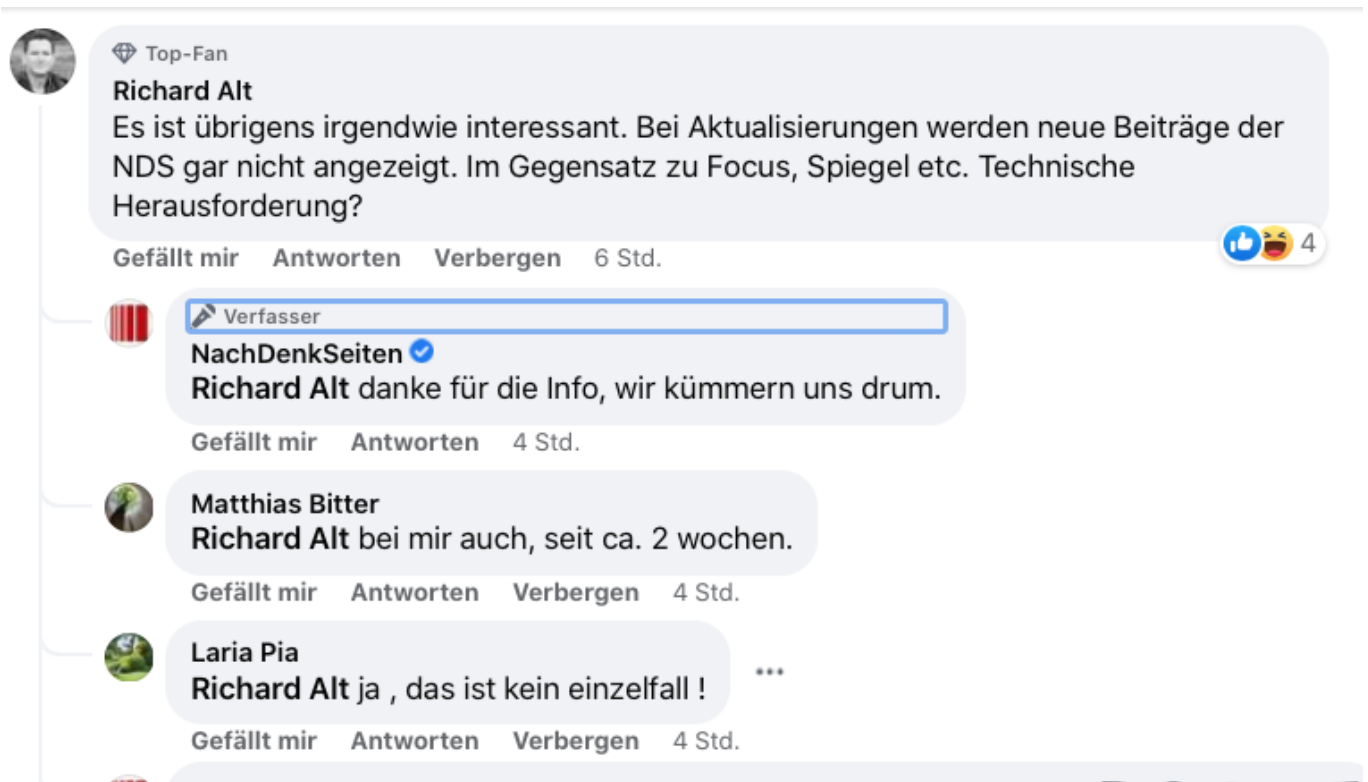 Top-Fan
Richard Alt
Es ist übrigens irgendwie interessant. Bei Aktualisierungen werden neue Beiträge der
NDS gar nicht angezeigt. Im Gegensatz zu Focus, Spiegel etc. Technische
Herausforderung?
4
Gefällt mir Antworten Verbergen 6 Std.
Verfasser
NachDenkSeiten
Richard Alt danke für die Info, wir kümmern uns drum.
Gefällt mir Antworten 4 Std.
Matthias Bitter
Richard Alt bei mir auch, seit ca. 2 wochen.
Gefällt mir Antworten Verbergen 4 Std.
Laria Pia
Richard Alt ja , das ist kein einzelfall !
Gefällt mir Antworten Verbergen 4 Std.